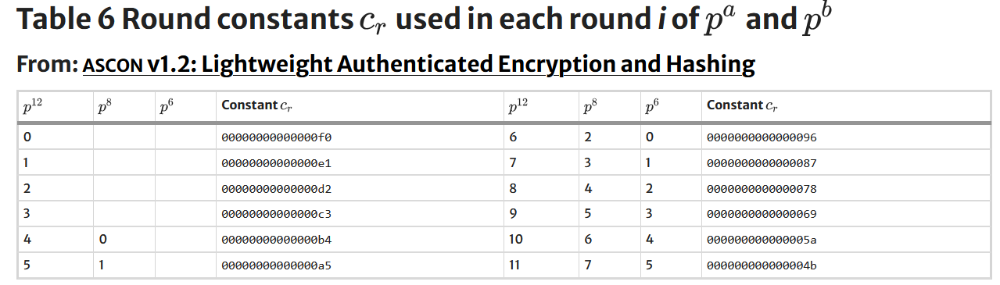 Table 6 Round constants c_r used in each round i of p^a and p^b
From: ASCON v1.2: Lightweight Authenticated Encryption and Hashing
p^12 p^8 p^6 Constant c_r p^12 p^8 p^6 Constant c_r
0 00000000000000f0 6 2 0 0000000000000096
1 00000000000000e1 7 3 1 0000000000000087
2 00000000000000d2 8 4 2 0000000000000078
3 00000000000000c3 9 5 3 0000000000000069
4 0 00000000000000b4 10 6 4 000000000000005a
5 1 00000000000000a5 11 7 5 000000000000004b